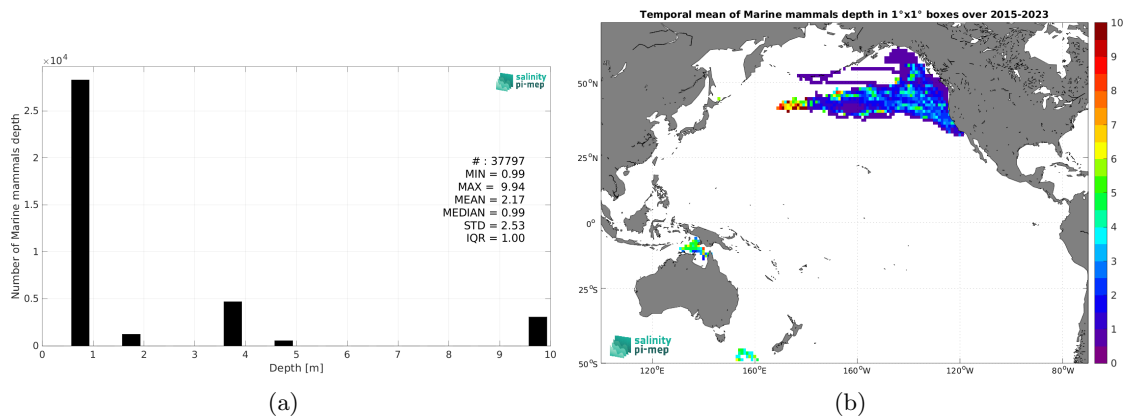 ×10⁴
salinity
pi-mep
2.5
2
1.5
1
0.5
0
Number of Marine mammals depth
# : 37797
MIN = 0.99
MAX = 9.94
MEAN = 2.17
MEDIAN = 0.99
STD = 2.53
IQR = 1.00
0 1 2 3 4 5 6 7 8 9 10
Depth [m]
(a)
Temporal mean of Marine mammals depth in 1°x1° boxes over 2015-2023
50°N
25°N
0°
25°S
50°S
salinity
pi-mep
120°E 160°E 160°W 120°W 80°W
10
9
8
7
6
5
4
3
2
1
0
(b)